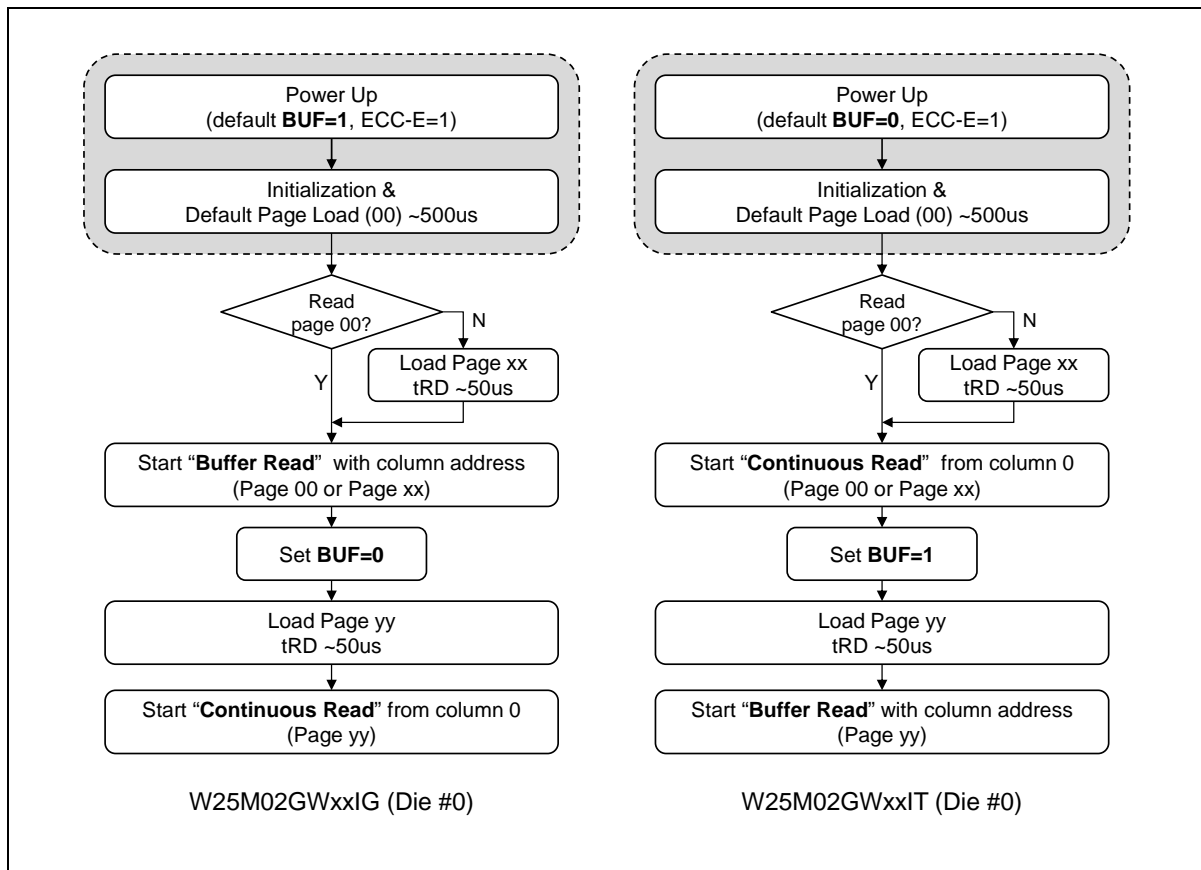 Power Up
(default BUF=1, ECC-E=1)
Initialization &
Default Page Load (00) ~500us
Read
page 00?
N
Load Page xx
tRD ~50us
Y
Start “Buffer Read” with column address
(Page 00 or Page xx)
Set BUF=0
Load Page yy
tRD ~50us
Start “Continuous Read” from column 0
(Page yy)
W25M02GWxxIG (Die #0)
Power Up
(default BUF=0, ECC-E=1)
Initialization &
Default Page Load (00) ~500us
Read
page 00?
N
Load Page xx
tRD ~50us
Y
Start “Continuous Read” from column 0
(Page 00 or Page xx)
Set BUF=1
Load Page yy
tRD ~50us
Start “Buffer Read” with column address
(Page yy)
W25M02GWxxIT (Die #0)